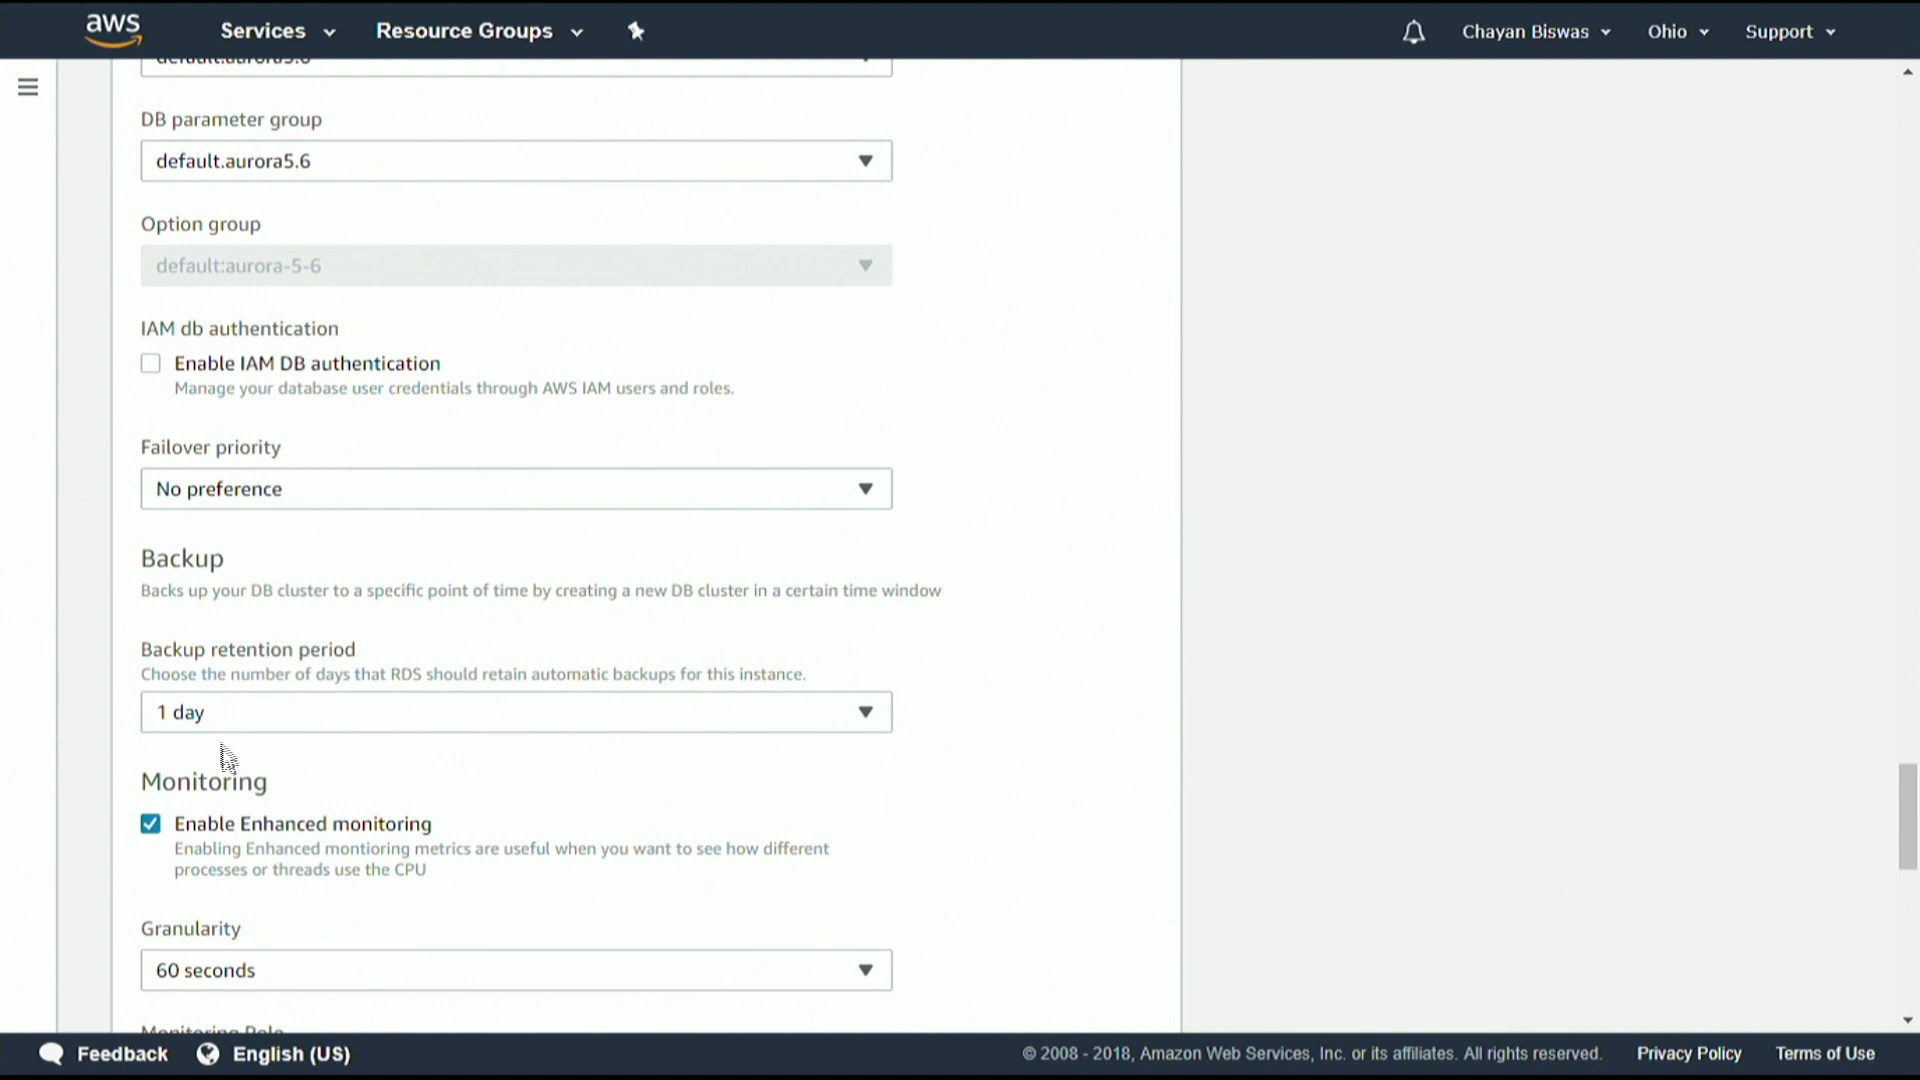 aws
Services
Resource Groups
Chayan Biswas
Ohio
Support
default.aurora5.6
DB parameter group
default.aurora5.6
Option group
default:aurora-5-6
IAM db authentication
Enable IAM DB authentication
Manage your database user credentials through AWS IAM users and roles.
Failover priority
No preference
Backup
Backs up your DB cluster to a specific point of time by creating a new DB cluster in a certain time window
Backup retention period
Choose the number of days that RDS should retain automatic backups for this instance.
1 day
Monitoring
Enable Enhanced monitoring
Enabling Enhanced montioring metrics are useful when you want to see how different
processes or threads use the CPU
Granularity
60 seconds
Monitoring Role
Feedback
English (US)
© 2008 - 2018, Amazon Web Services, Inc. or its affiliates. All rights reserved.
Privacy Policy
Terms of Use